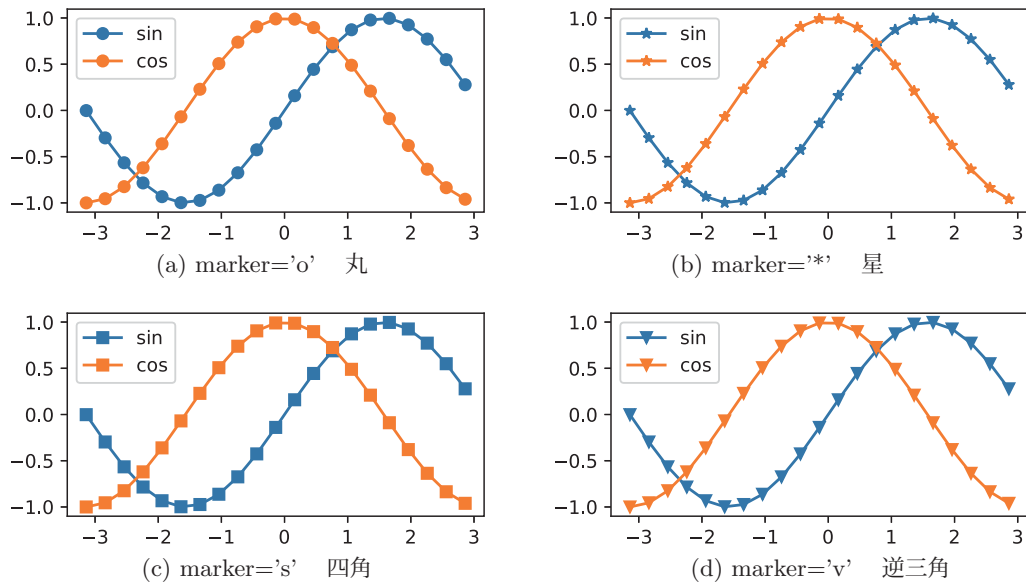 1.0
0.5
0.0
−0.5
−1.0
sin
cos
−3 −2 −1 0 1 2 3
(a) marker='o' 丸
1.0
0.5
0.0
−0.5
−1.0
sin
cos
−3 −2 −1 0 1 2 3
(b) marker='*' 星
1.0
0.5
0.0
−0.5
−1.0
sin
cos
−3 −2 −1 0 1 2 3
(c) marker='s' 四角
1.0
0.5
0.0
−0.5
−1.0
sin
cos
−3 −2 −1 0 1 2 3
(d) marker='v' 逆三角